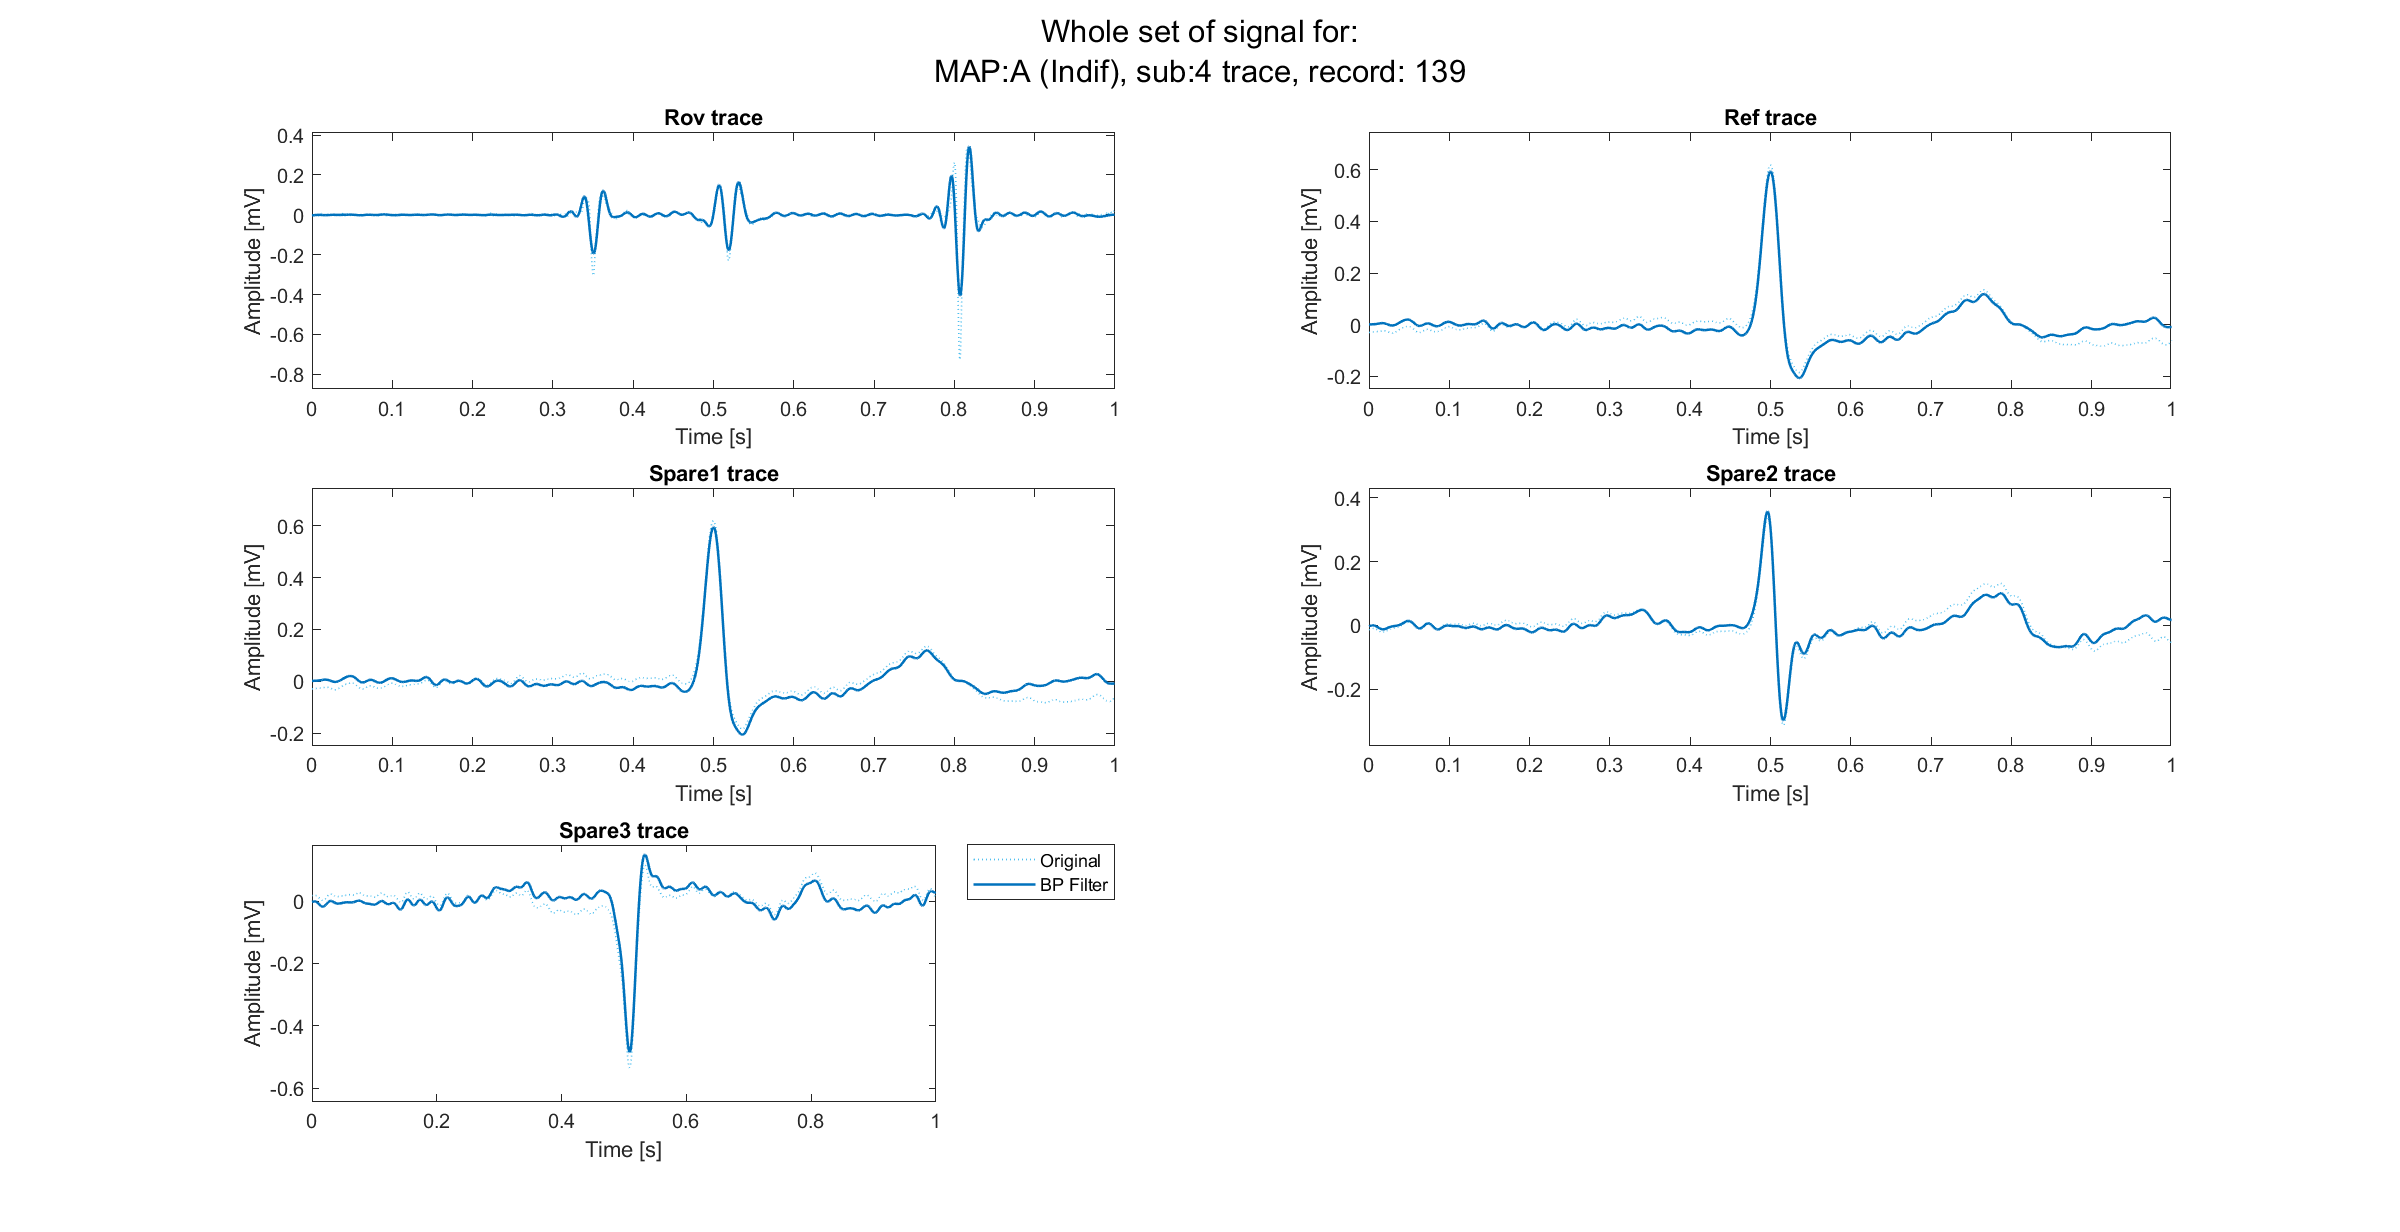 Whole set of signal for:
MAP:A (Indif), sub:4 trace, record: 139
Rov trace
0.4
0.2
0
-0.2
-0.4
-0.6
-0.8
Amplitude [mV]
0 0.1 0.2 0.3 0.4 0.5 0.6 0.7 0.8 0.9 1
Time [s]
Ref trace
0.6
0.4
0.2
0
-0.2
Amplitude [mV]
0 0.1 0.2 0.3 0.4 0.5 0.6 0.7 0.8 0.9 1
Time [s]
Spare1 trace
0.6
0.4
0.2
0
-0.2
Amplitude [mV]
0 0.1 0.2 0.3 0.4 0.5 0.6 0.7 0.8 0.9 1
Time [s]
Spare2 trace
0.4
0.2
0
-0.2
Amplitude [mV]
0 0.1 0.2 0.3 0.4 0.5 0.6 0.7 0.8 0.9 1
Time [s]
Spare3 trace
0
-0.2
-0.4
-0.6
Amplitude [mV]
0 0.2 0.4 0.6 0.8 1
Time [s]
Original
BP Filter